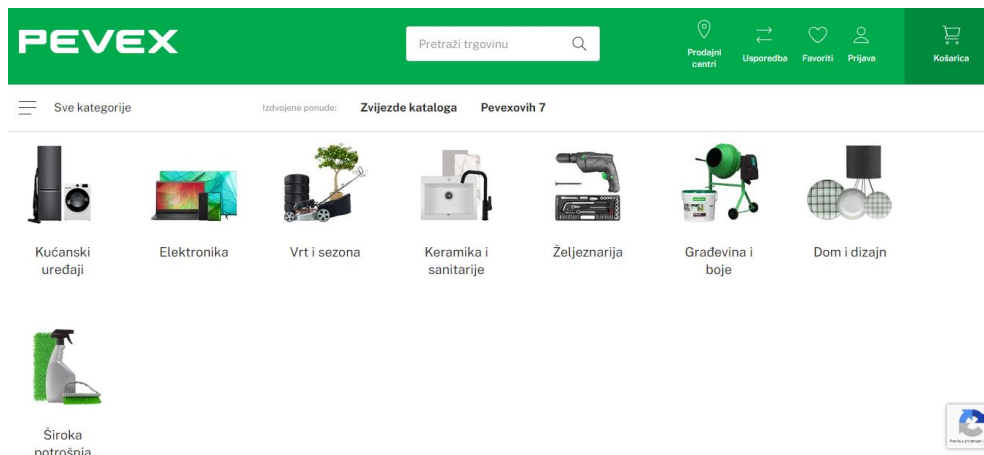 PEVEX
Pretraži trgovinu
Prodajni
centri
Usporedba
Favoriti
Prijava
Košarica
Sve kategorije
Izdvojene ponude:
Zvijezde kataloga
Pevexovih 7
Kućanski
uređaji
Elektronika
Vrt i sezona
Keramika i
sanitarije
Željeznarija
Građevina i
boje
Dom i dizajn
Široka
potrošnja